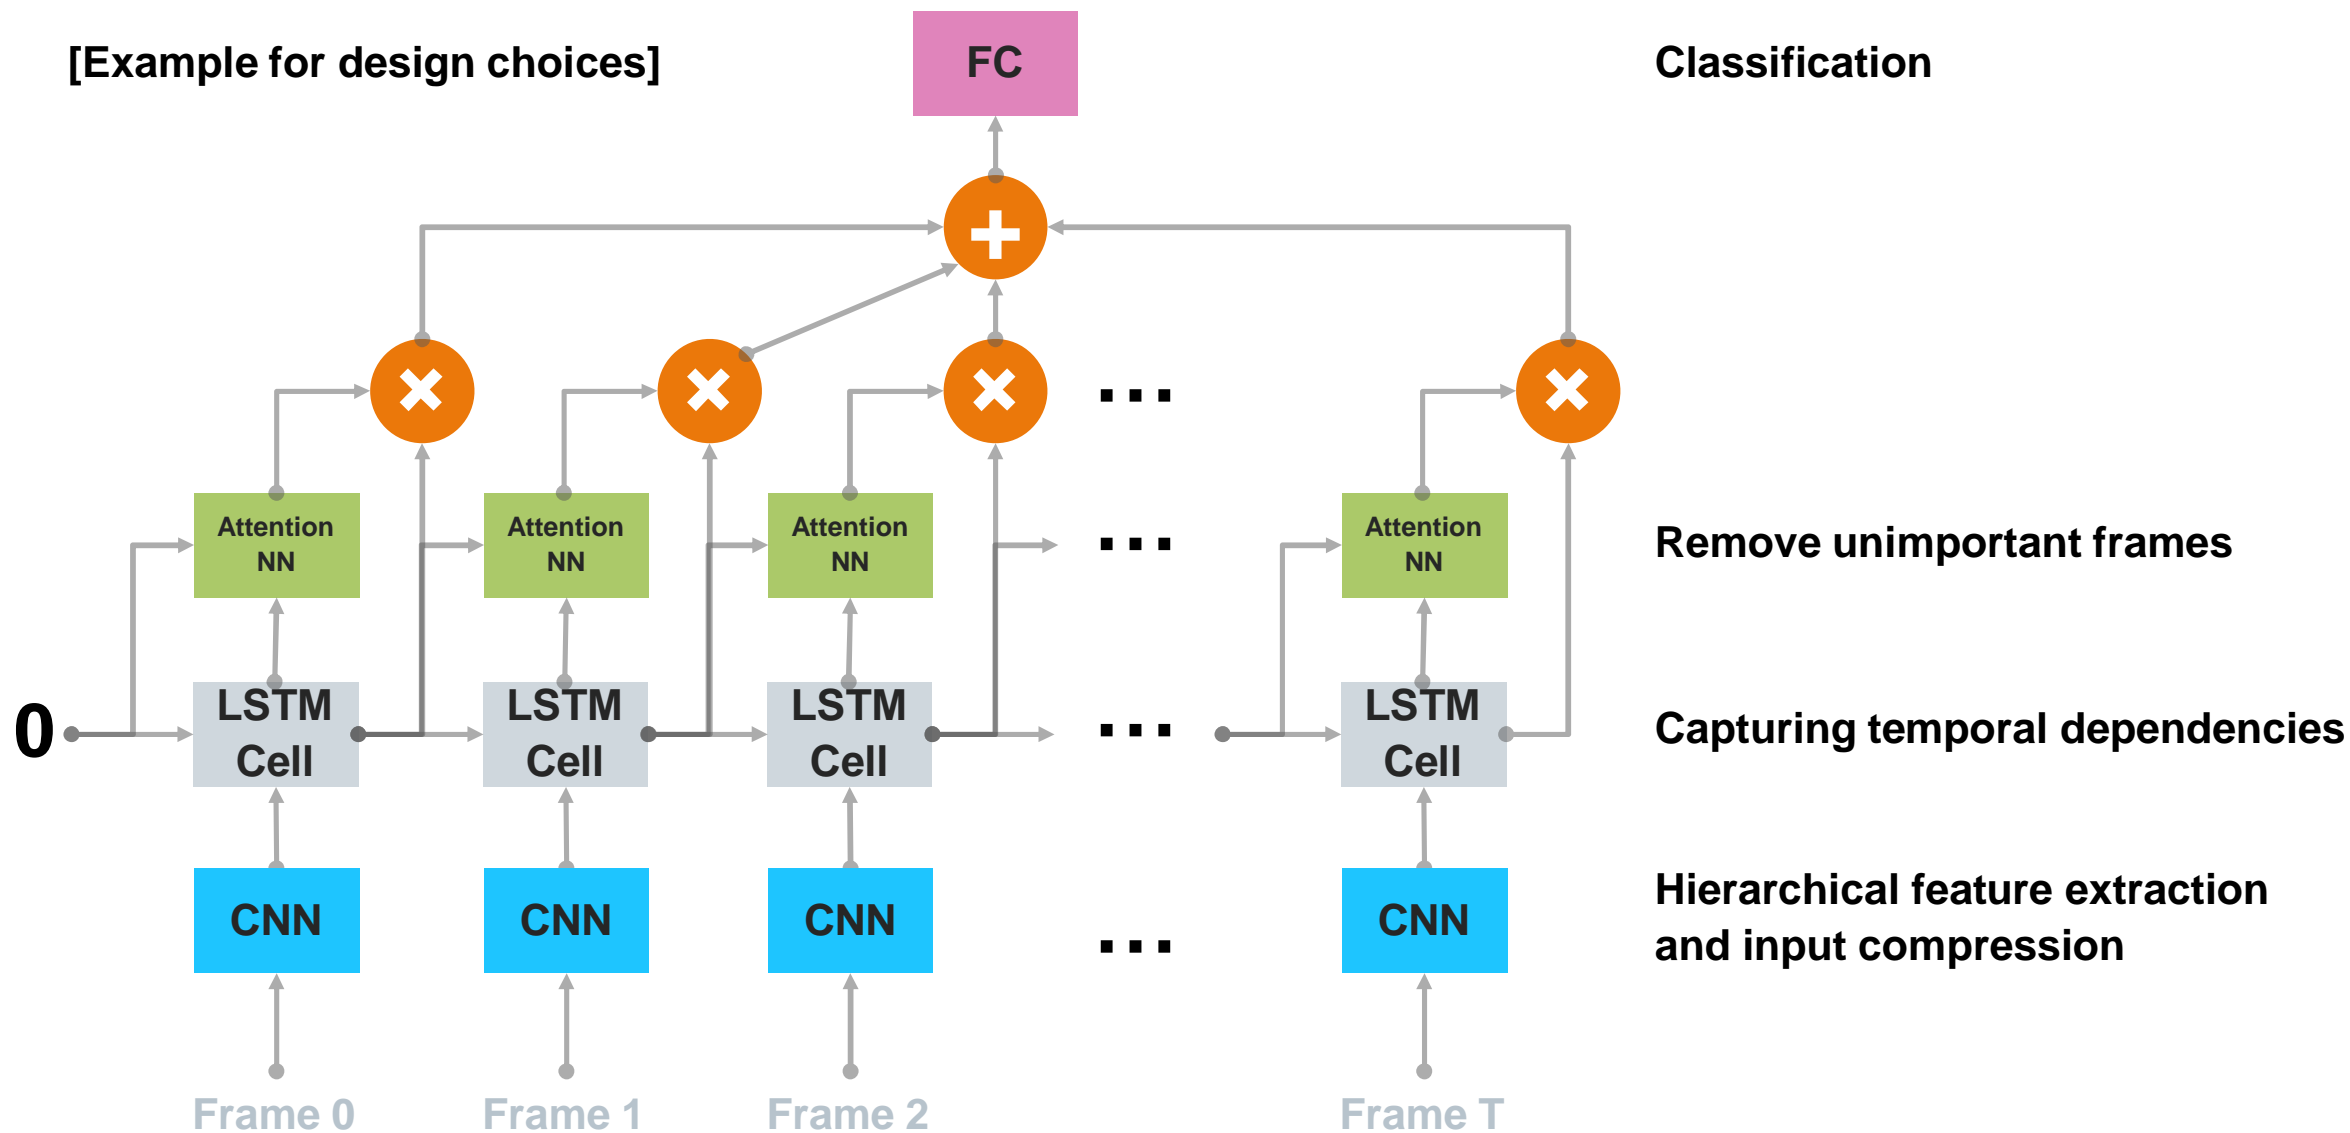 [Example for design choices]
FC
Classification
+
× × × ... ×
Attention
NN
Attention
NN
Attention
NN
...
Attention
NN
Remove unimportant frames
0
LSTM
Cell
LSTM
Cell
LSTM
Cell
...
LSTM
Cell
Capturing temporal dependencies
CNN
CNN
CNN
...
CNN
Hierarchical feature extraction
and input compression
Frame 0
Frame 1
Frame 2
Frame T